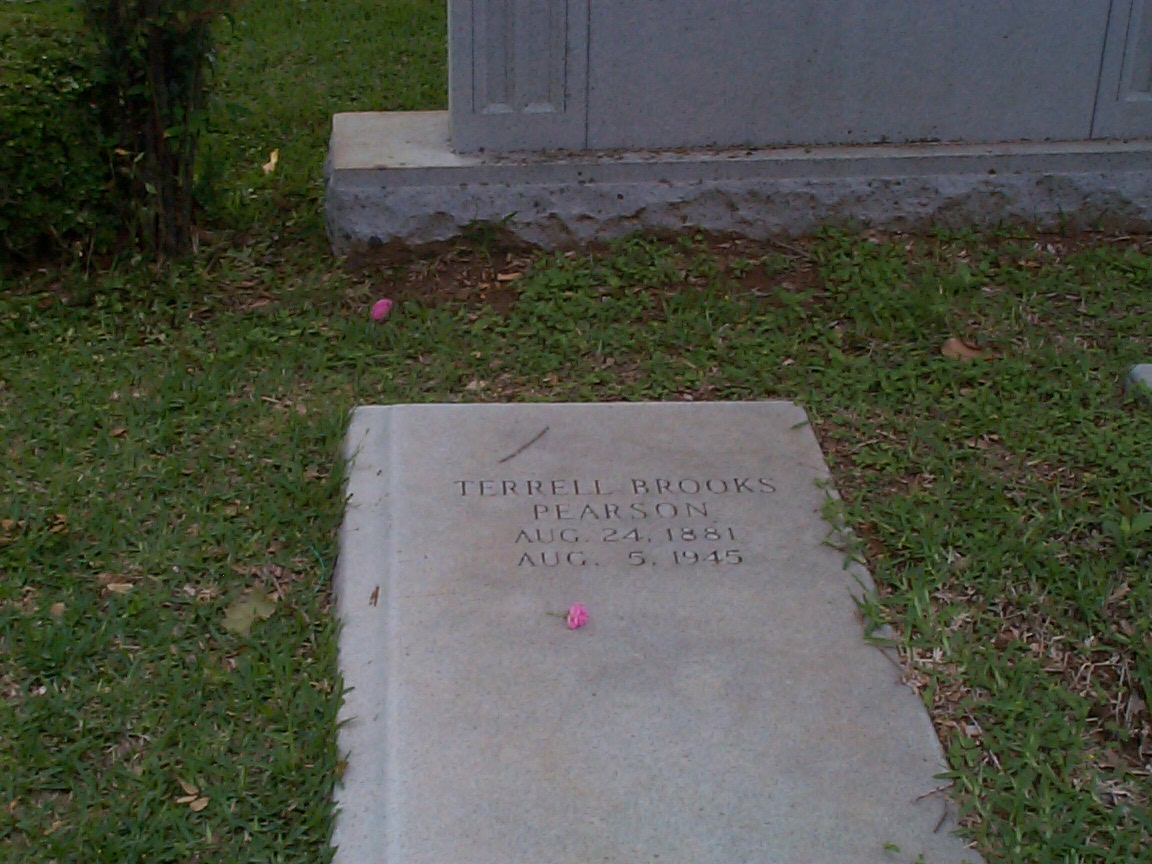 TERRELL BROOKS
PEARSON
AUG. 24, 1881
AUG. 5, 1945